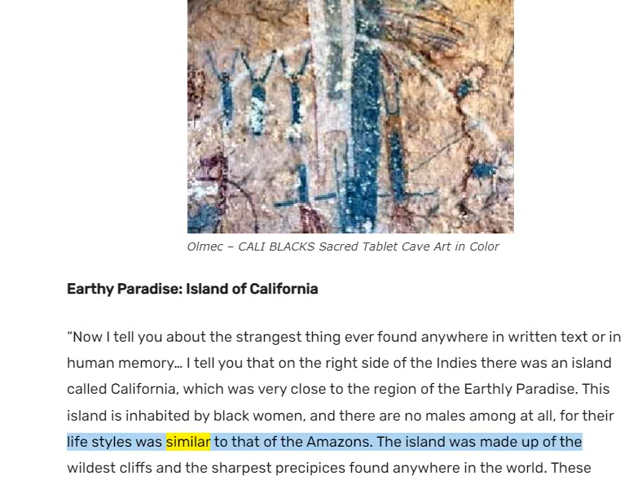 Olmec – CALI BLACKS Sacred Tablet Cave Art in Color
Earthy Paradise: Island of California
“Now I tell you about the strangest thing ever found anywhere in written text or in
human memory… I tell you that on the right side of the Indies there was an island
called California, which was very close to the region of the Earthly Paradise. This
island is inhabited by black women, and there are no males among at all, for their
life styles was similar to that of the Amazons. The island was made up of the
wildest cliffs and the sharpest precipices found anywhere in the world. These